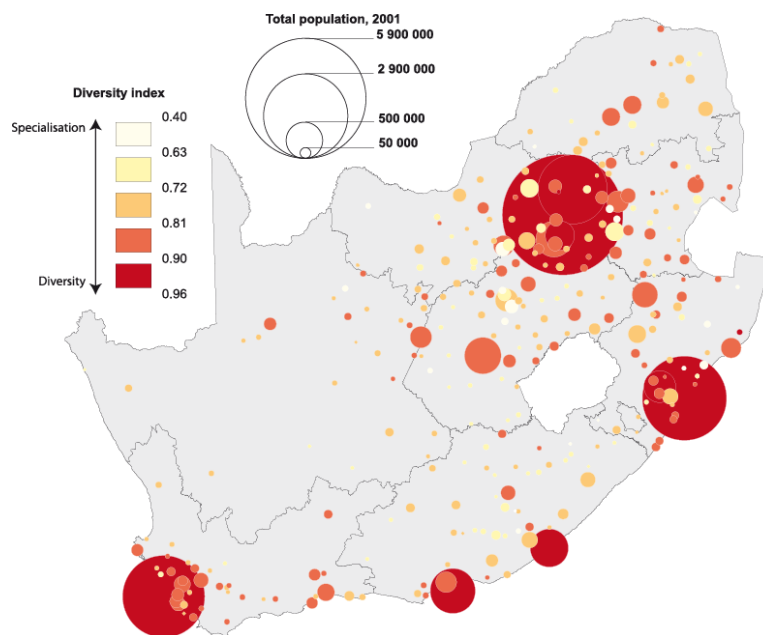 Total population, 2001
5 900 000
2 900 000
500 000
50 000
Diversity index
Specialisation
0.40
0.63
0.72
0.81
0.90
Diversity
0.96